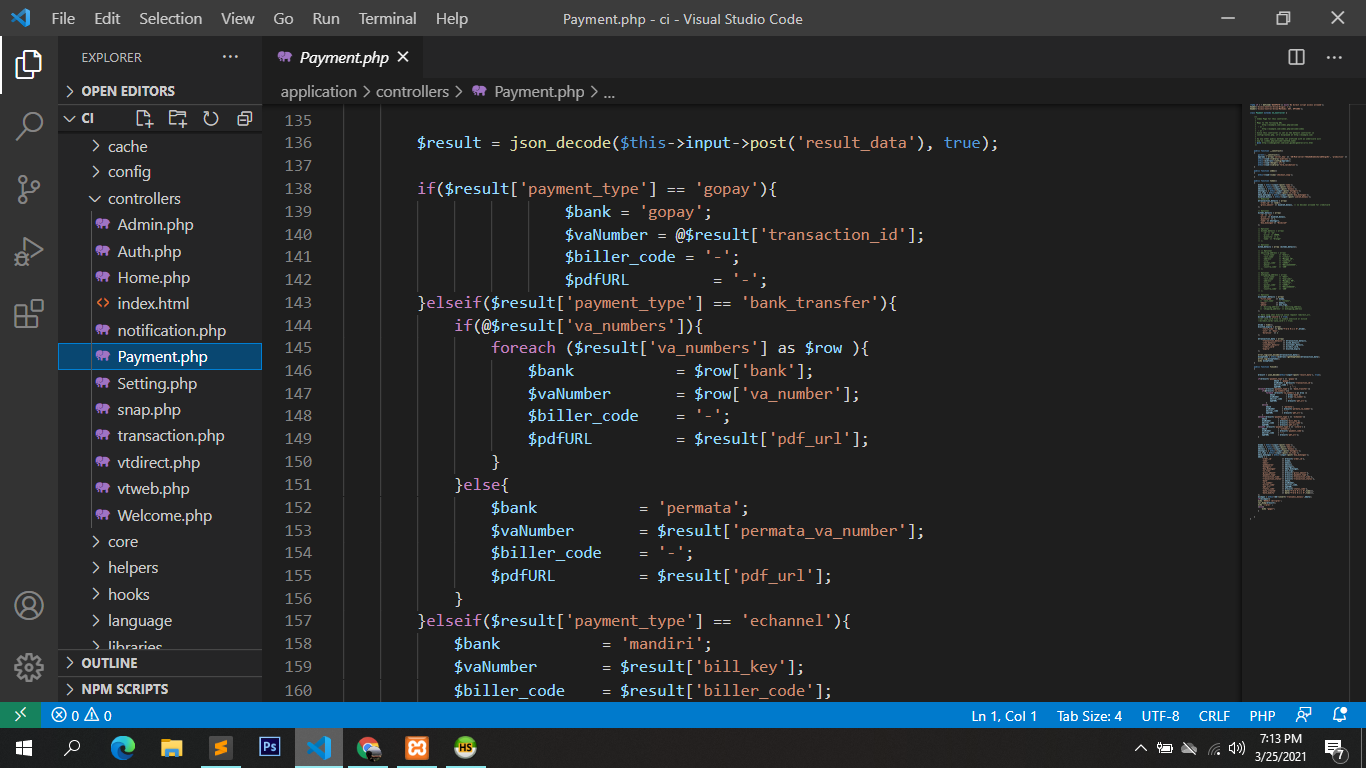 File Edit Selection View Go Run Terminal Help
Payment.php - ci - Visual Studio Code
EXPLORER
OPEN EDITORS
CI
cache
config
controllers
Admin.php
Auth.php
Home.php
index.html
notification.php
Payment.php
Setting.php
snap.php
transaction.php
vtdirect.php
vtweb.php
Welcome.php
core
helpers
hooks
language
libraries
OUTLINE
NPM SCRIPTS
Payment.php
application > controllers > Payment.php > ...
135
136 $result = json_decode($this->input->post('result_data'), true);
137
138 if($result['payment_type'] == 'gopay'){
139 $bank = 'gopay';
140 $vaNumber = @$result['transaction_id'];
141 $biller_code = '-';
142 $pdfURL = '-';
143 }elseif($result['payment_type'] == 'bank_transfer'){
144 if(@$result['va_numbers']){
145 foreach ($result['va_numbers'] as $row ){
146 $bank = $row['bank'];
147 $vaNumber = $row['va_number'];
148 $biller_code = '-';
149 $pdfURL = $result['pdf_url'];
150 }
151 }else{
152 $bank = 'permata';
153 $vaNumber = $result['permata_va_number'];
154 $biller_code = '-';
155 $pdfURL = $result['pdf_url'];
156 }
157 }elseif($result['payment_type'] == 'echannel'){
158 $bank = 'mandiri';
159 $vaNumber = $result['bill_key'];
160 $biller_code = $result['biller_code'];
0 0
Ln 1, Col 1 Tab Size: 4 UTF-8 CRLF PHP
Ps
HS
7:13 PM
3/25/2021
7